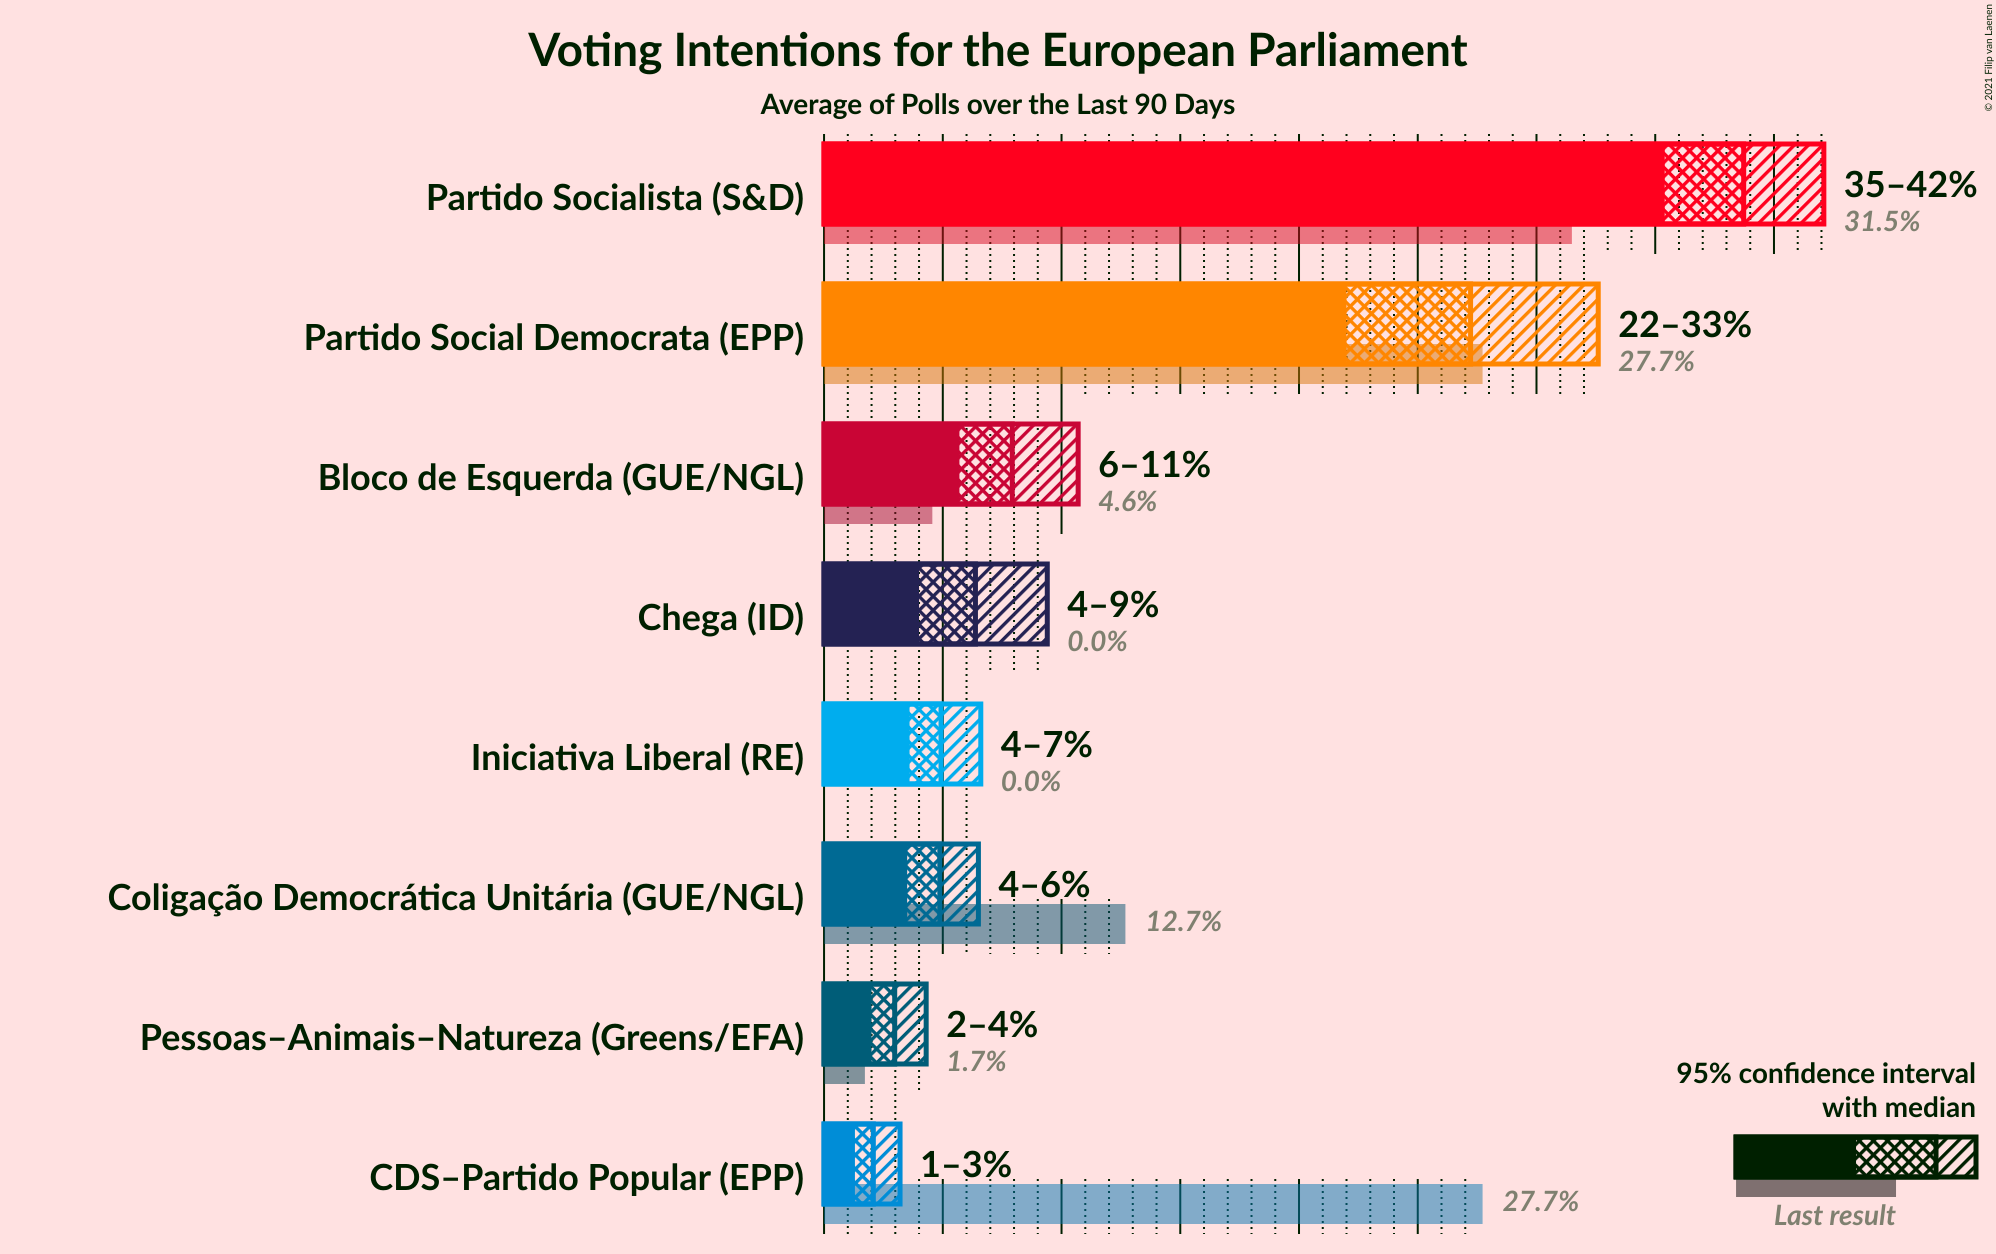 Voting Intentions for the European Parliament
Average of Polls over the Last 90 Days
© 2021 Filip van Laenen
Partido Socialista (S&D)
35–42%
31.5%
Partido Social Democrata (EPP)
22–33%
27.7%
Bloco de Esquerda (GUE/NGL)
6–11%
4.6%
Chega (ID)
4–9%
0.0%
Iniciativa Liberal (RE)
4–7%
0.0%
Coligação Democrática Unitária (GUE/NGL)
4–6%
12.7%
Pessoas–Animais–Natureza (Greens/EFA)
2–4%
1.7%
CDS–Partido Popular (EPP)
1–3%
27.7%
95% confidence interval
with median
Last result